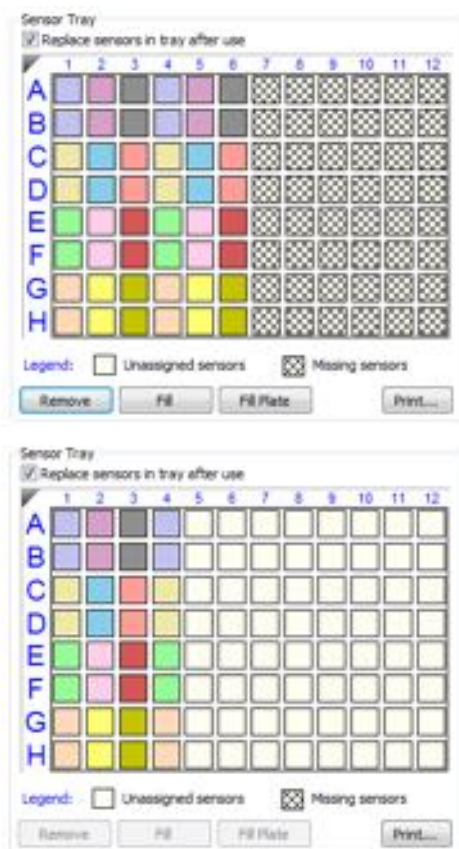 Sensor Tray
Replace sensors in tray after use
1 2 3 4 5 6 7 8 9 10 11 12
A
B
C
D
E
F
G
H
Legend: Unassigned sensors Missing sensors
Remove Fill Fill Plate Print...
Sensor Tray
Replace sensors in tray after use
1 2 3 4 5 6 7 8 9 10 11 12
A
B
C
D
E
F
G
H
Legend: Unassigned sensors Missing sensors
Remove Fill Fill Plate Print...